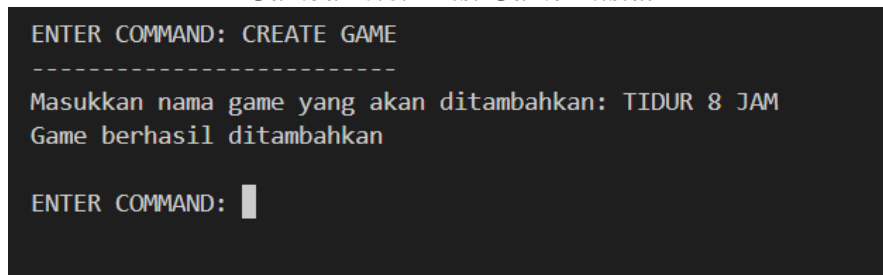 ENTER COMMAND: CREATE GAME
--------------------------
Masukkan nama game yang akan ditambahkan: TIDUR 8 JAM
Game berhasil ditambahkan
ENTER COMMAND: